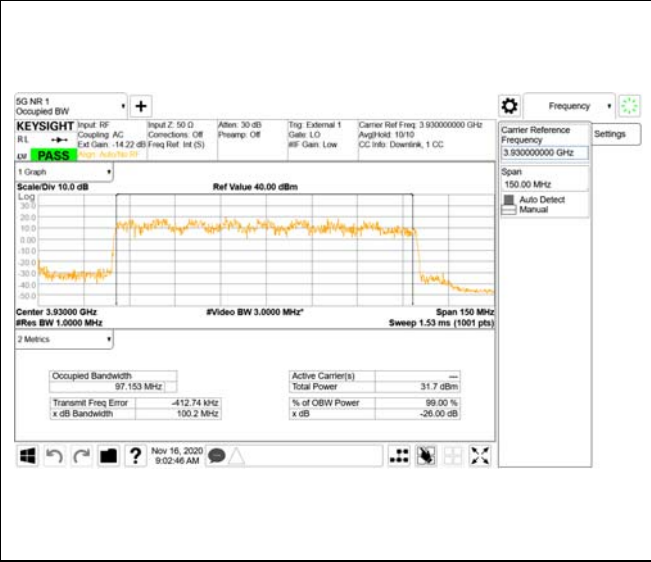 5G NR 1
Occupied BW
KEYSIGHT Input: RF Input Z: 50 Ω Atten: 30 dB Trig: External 1 Carrier Ref Freq: 3.930000000 GHz
RL Coupling: AC Corrections: Off Preamp: Off Gate: LO Avg|Hold: 10/10
Ext Gain: -14.22 dB Freq Ref: Int (S) #IF Gain: Low CC Info: Downlink, 1 CC
PASS Align: Auto/No RF
Frequency
Settings
Carrier Reference
Frequency
3.930000000 GHz
Span
150.00 MHz
Auto Detect
Manual
1 Graph
Scale/Div 10.0 dB Ref Value 40.00 dBm
Log
30.0
20.0
10.0
0.00
-10.0
-20.0
-30.0
-40.0
-50.0
Center 3.93000 GHz #Video BW 3.0000 MHz* Span 150 MHz
#Res BW 1.0000 MHz Sweep 1.53 ms (1001 pts)
2 Metrics
Occupied Bandwidth
97.153 MHz
Transmit Freq Error -412.74 kHz
x dB Bandwidth 100.2 MHz
Active Carrier(s) —
Total Power 31.7 dBm
% of OBW Power 99.00 %
x dB -26.00 dB
Nov 16, 2020
9:02:46 AM